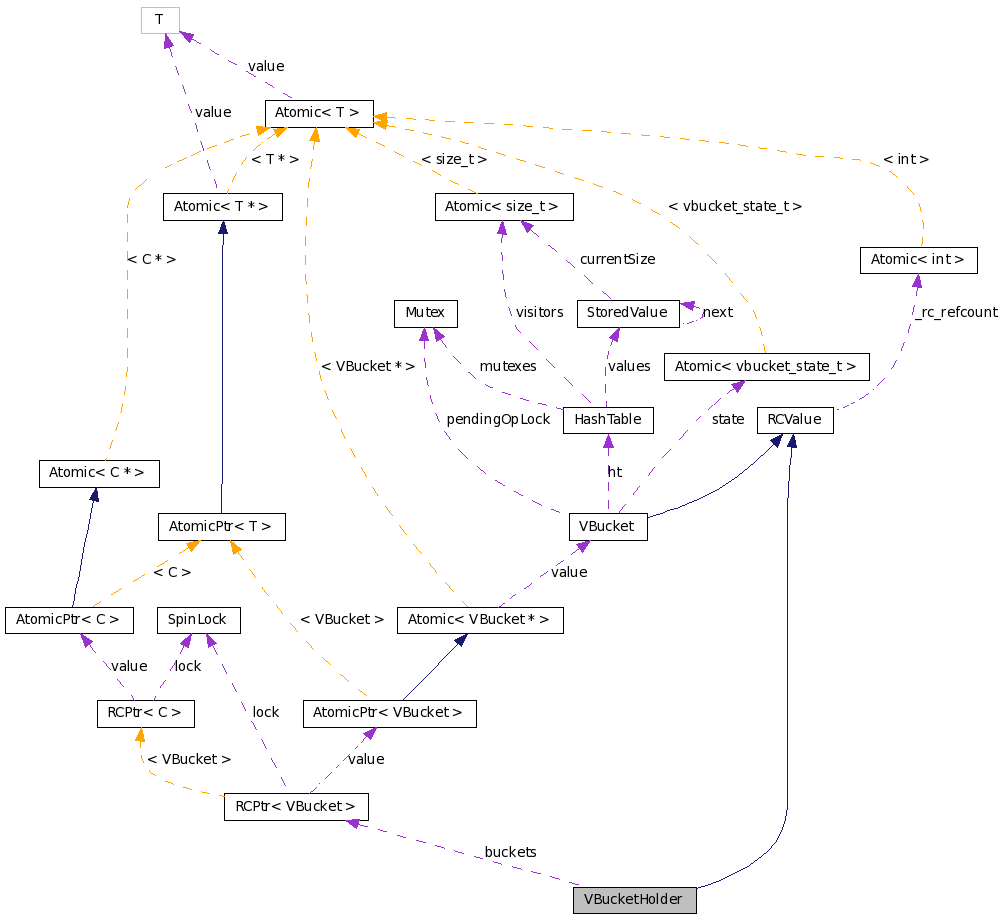 T
value
value
Atomic< T >
< T * >
< size_t >
< int >
Atomic< T * >
Atomic< size_t >
< vbucket_state_t >
< C * >
currentSize
Atomic< int >
Mutex
visitors
StoredValue
next
_rc_refcount
< VBucket * >
mutexes
values
Atomic< vbucket_state_t >
pendingOpLock
HashTable
state
RCValue
Atomic< C * >
ht
AtomicPtr< T >
VBucket
< C >
value
AtomicPtr< C >
SpinLock
< VBucket >
Atomic< VBucket * >
value
lock
RCPtr< C >
lock
AtomicPtr< VBucket >
< VBucket >
value
RCPtr< VBucket >
buckets
VBucketHolder